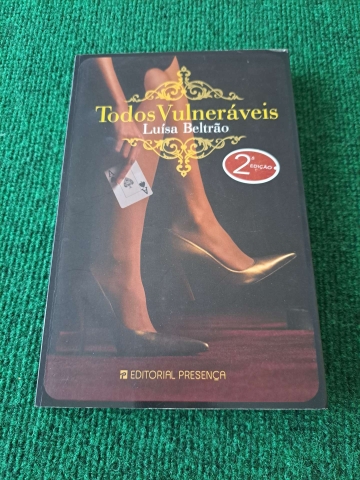 Todos Vulneráveis
Luísa Beltrão
2ª
EDIÇÃO
EDITORIAL PRESENÇA